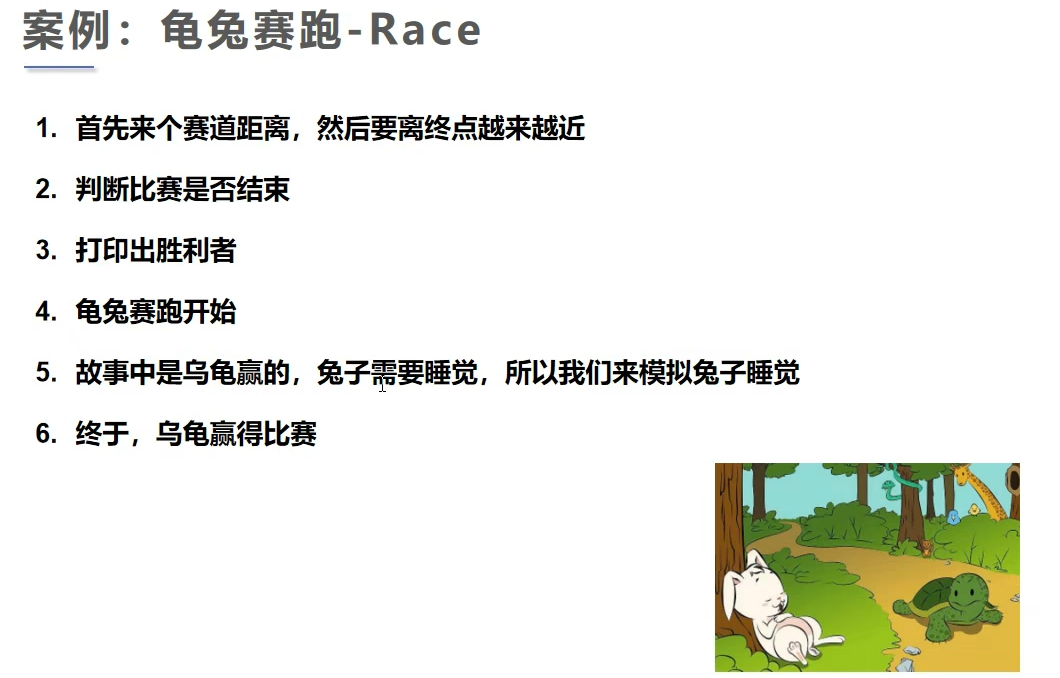 案例：龟兔赛跑-Race
1. 首先来个赛道距离，然后要离终点越来越近
2. 判断比赛是否结束
3. 打印出胜利者
4. 龟兔赛跑开始
5. 故事中是乌龟赢的，兔子需要睡觉，所以我们来模拟兔子睡觉
6. 终于，乌龟赢得比赛